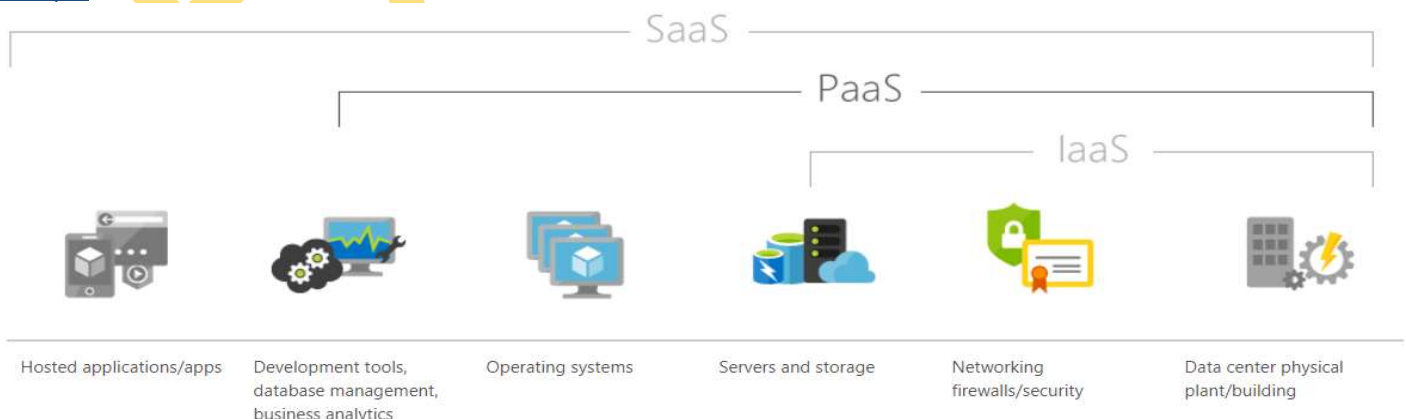 SaaS
PaaS
IaaS
Hosted applications/apps
Development tools,
database management,
business analytics
Operating systems
Servers and storage
Networking
firewalls/security
Data center physical
plant/building